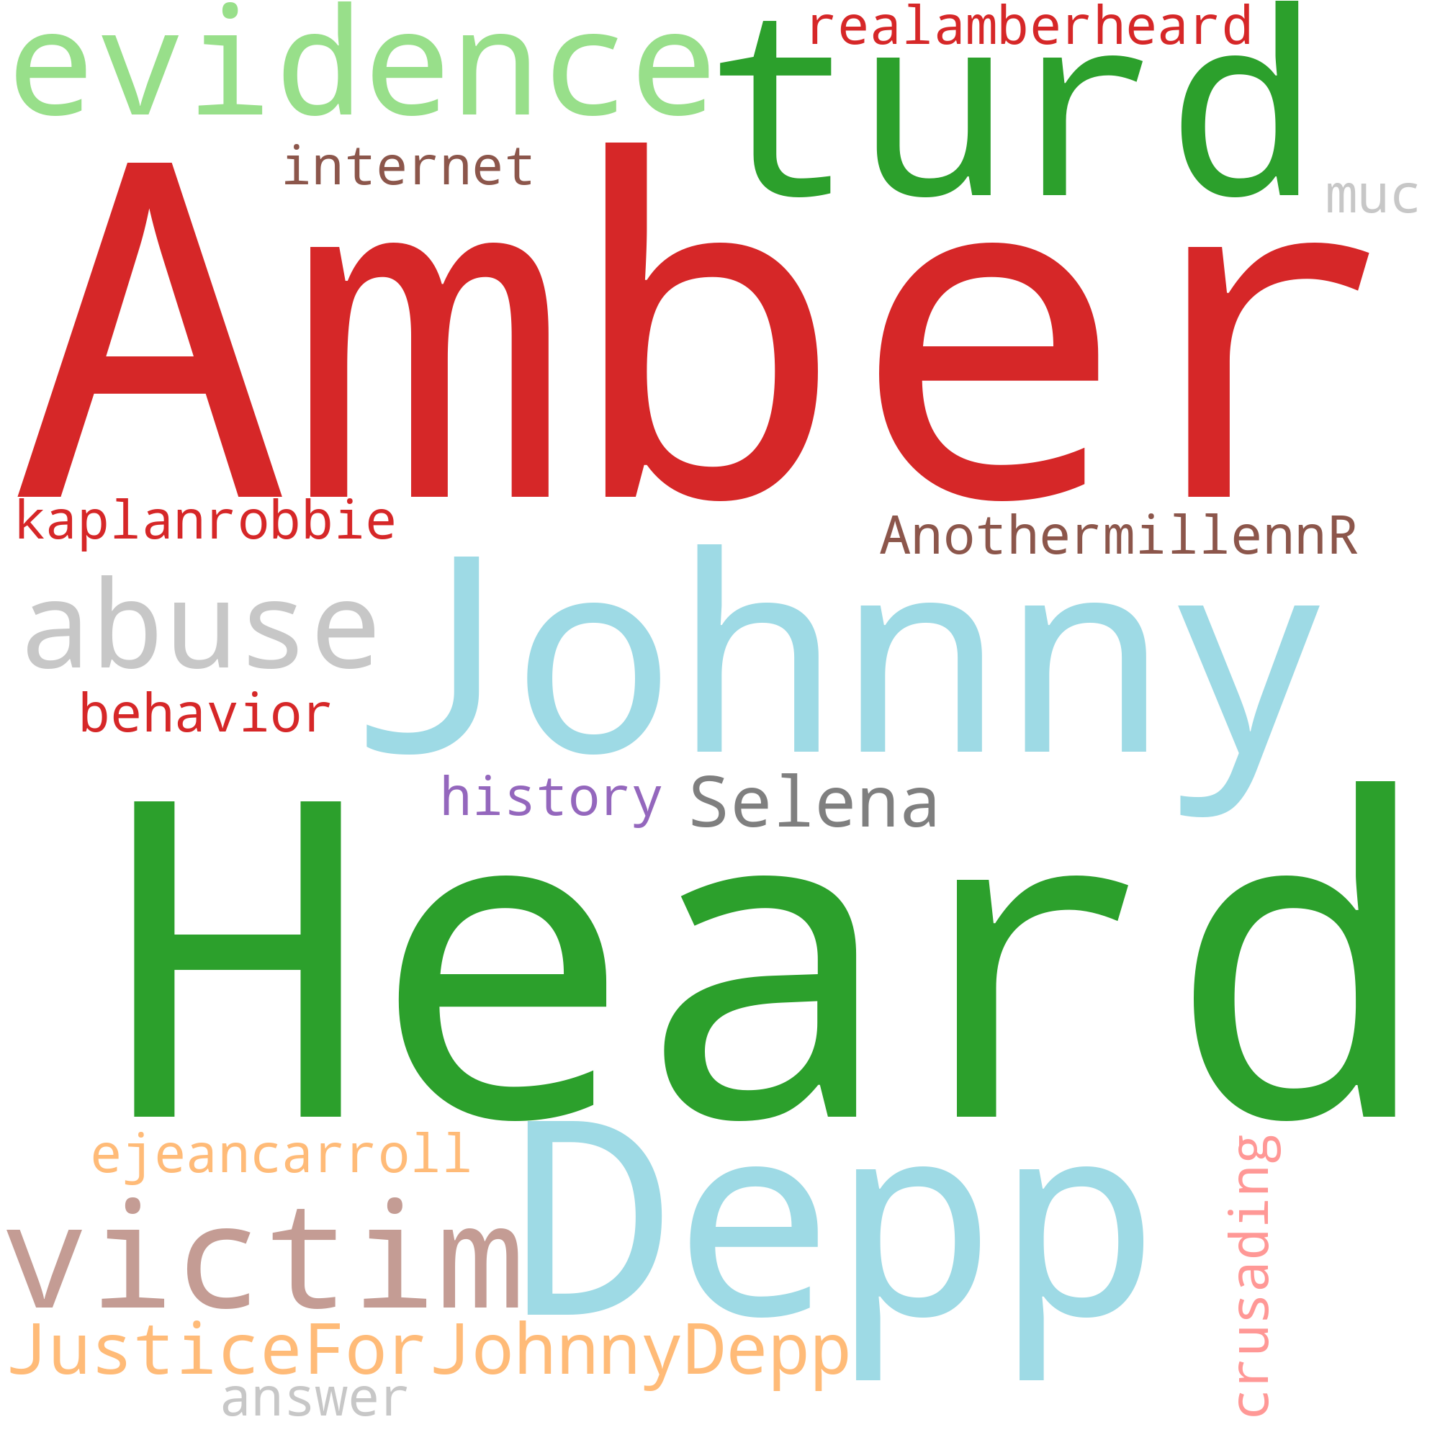 realamberheard
evidence
turd
internet
muc
Amber
kaplanrobbie
AnothermillennR
abuse
Johnny
behavior
history
Selena
Heard
ejeancarroll
Depp
crusading
victim
JusticeForJohnnyDepp
answer